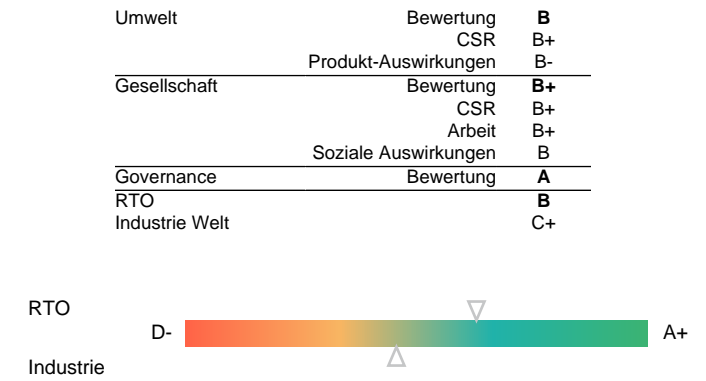 Umwelt Bewertung B
CSR B+
Produkt-Auswirkungen B-
Gesellschaft Bewertung B+
CSR B+
Arbeit B+
Soziale Auswirkungen B
Governance Bewertung A
RTO B
Industrie Welt C+
RTO
D- A+
Industrie